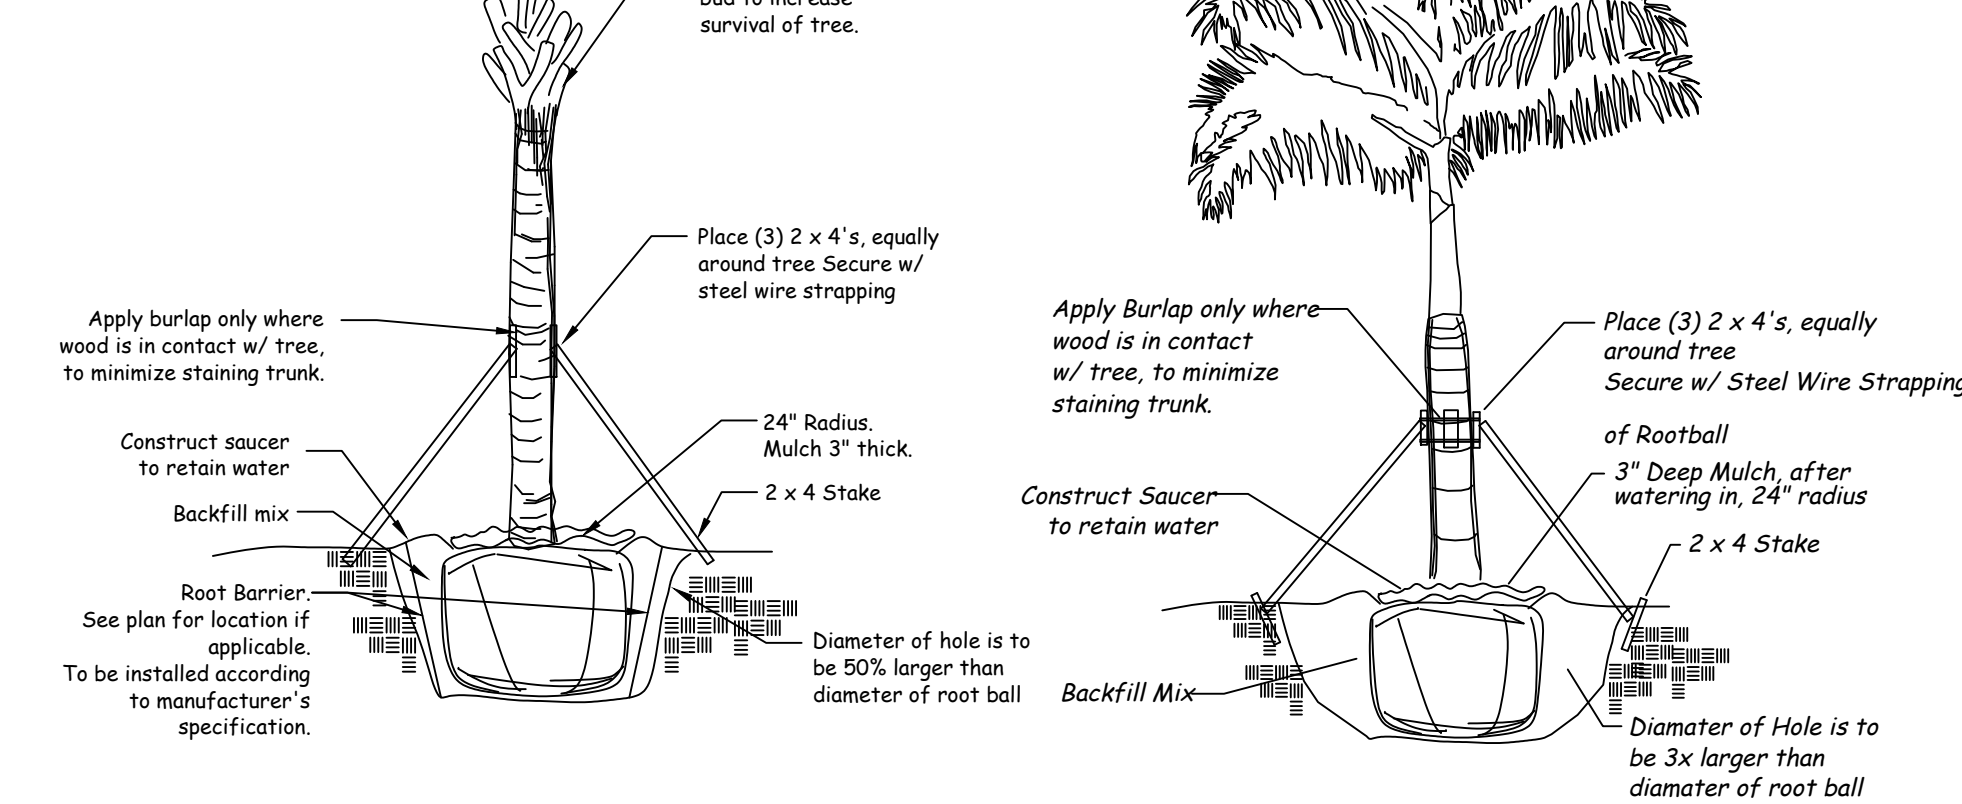 survival of tree.
Place (3) 2 x 4's, equally
around tree Secure w/
steel wire strapping
Apply burlap only where
wood is in contact w/ tree,
to minimize staining trunk.
24" Radius.
Mulch 3" thick.
Construct saucer
to retain water
2 x 4 Stake
Backfill mix
Root Barrier.
See plan for location if
applicable.
To be installed according
to manufacturer's
specification.
Diameter of hole is to
be 50% larger than
diameter of root ball
Apply Burlap only where
wood is in contact
w/ tree, to minimize
staining trunk.
Place (3) 2 x 4's, equally
around tree
Secure w/ Steel Wire Strapping
of Rootball
3" Deep Mulch, after
watering in, 24" radius
Construct Saucer
to retain water
2 x 4 Stake
Backfill Mix
Diamater of Hole is to
be 3x larger than
diamater of root ball